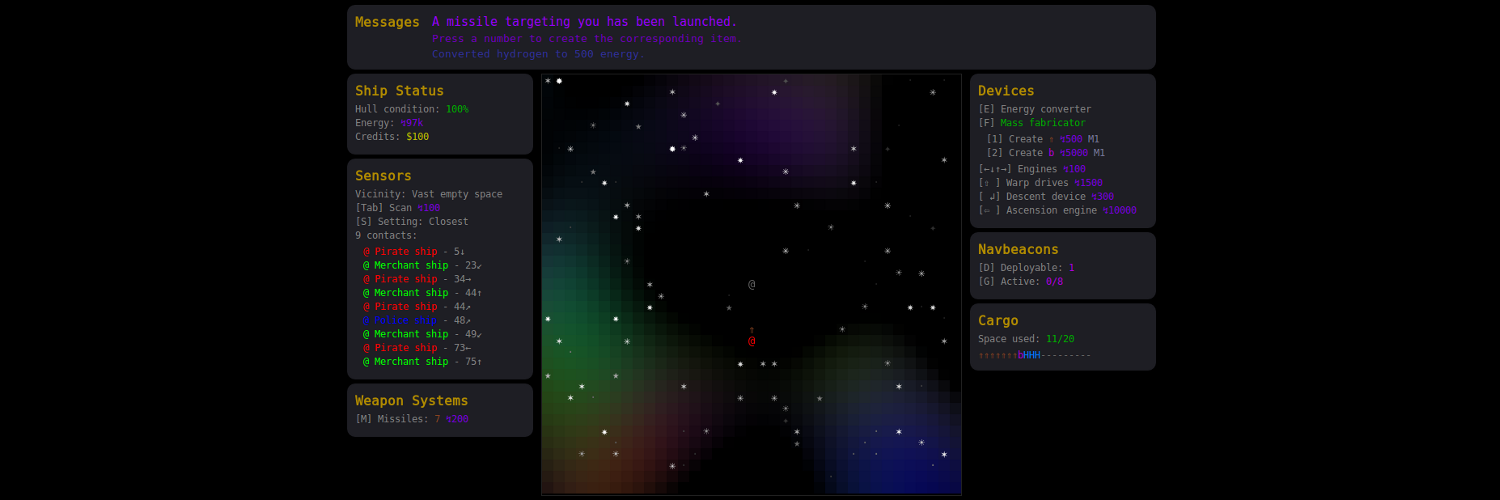 Messages
A missile targeting you has been launched.
Press a number to create the corresponding item.
Converted hydrogen to 500 energy.
Ship Status
Hull condition: 100%
Energy: ↯97k
Credits: $100
Sensors
Vicinity: Vast empty space
[Tab] Scan ↯100
[S] Setting: Closest
9 contacts:
@ Pirate ship - 5↓
@ Merchant ship - 23↙
@ Pirate ship - 34→
@ Merchant ship - 44↑
@ Pirate ship - 44↗
@ Police ship - 48↗
@ Merchant ship - 49↙
@ Pirate ship - 73←
@ Merchant ship - 75↑
Weapon Systems
[M] Missiles: 7 ↯200
@
↑
@
Devices
[E] Energy converter
[F] Mass fabricator
[1] Create ↑ ↯500 M1
[2] Create b ↯5000 M1
[←↓↑→] Engines ↯100
[⇧ ] Warp drives ↯1500
[ ↲] Descent device ↯300
[⇦ ] Ascension engine ↯10000
Navbeacons
[D] Deployable: 1
[G] Active: 0/8
Cargo
Space used: 11/20
↑↑↑↑↑↑↑bHHH---------